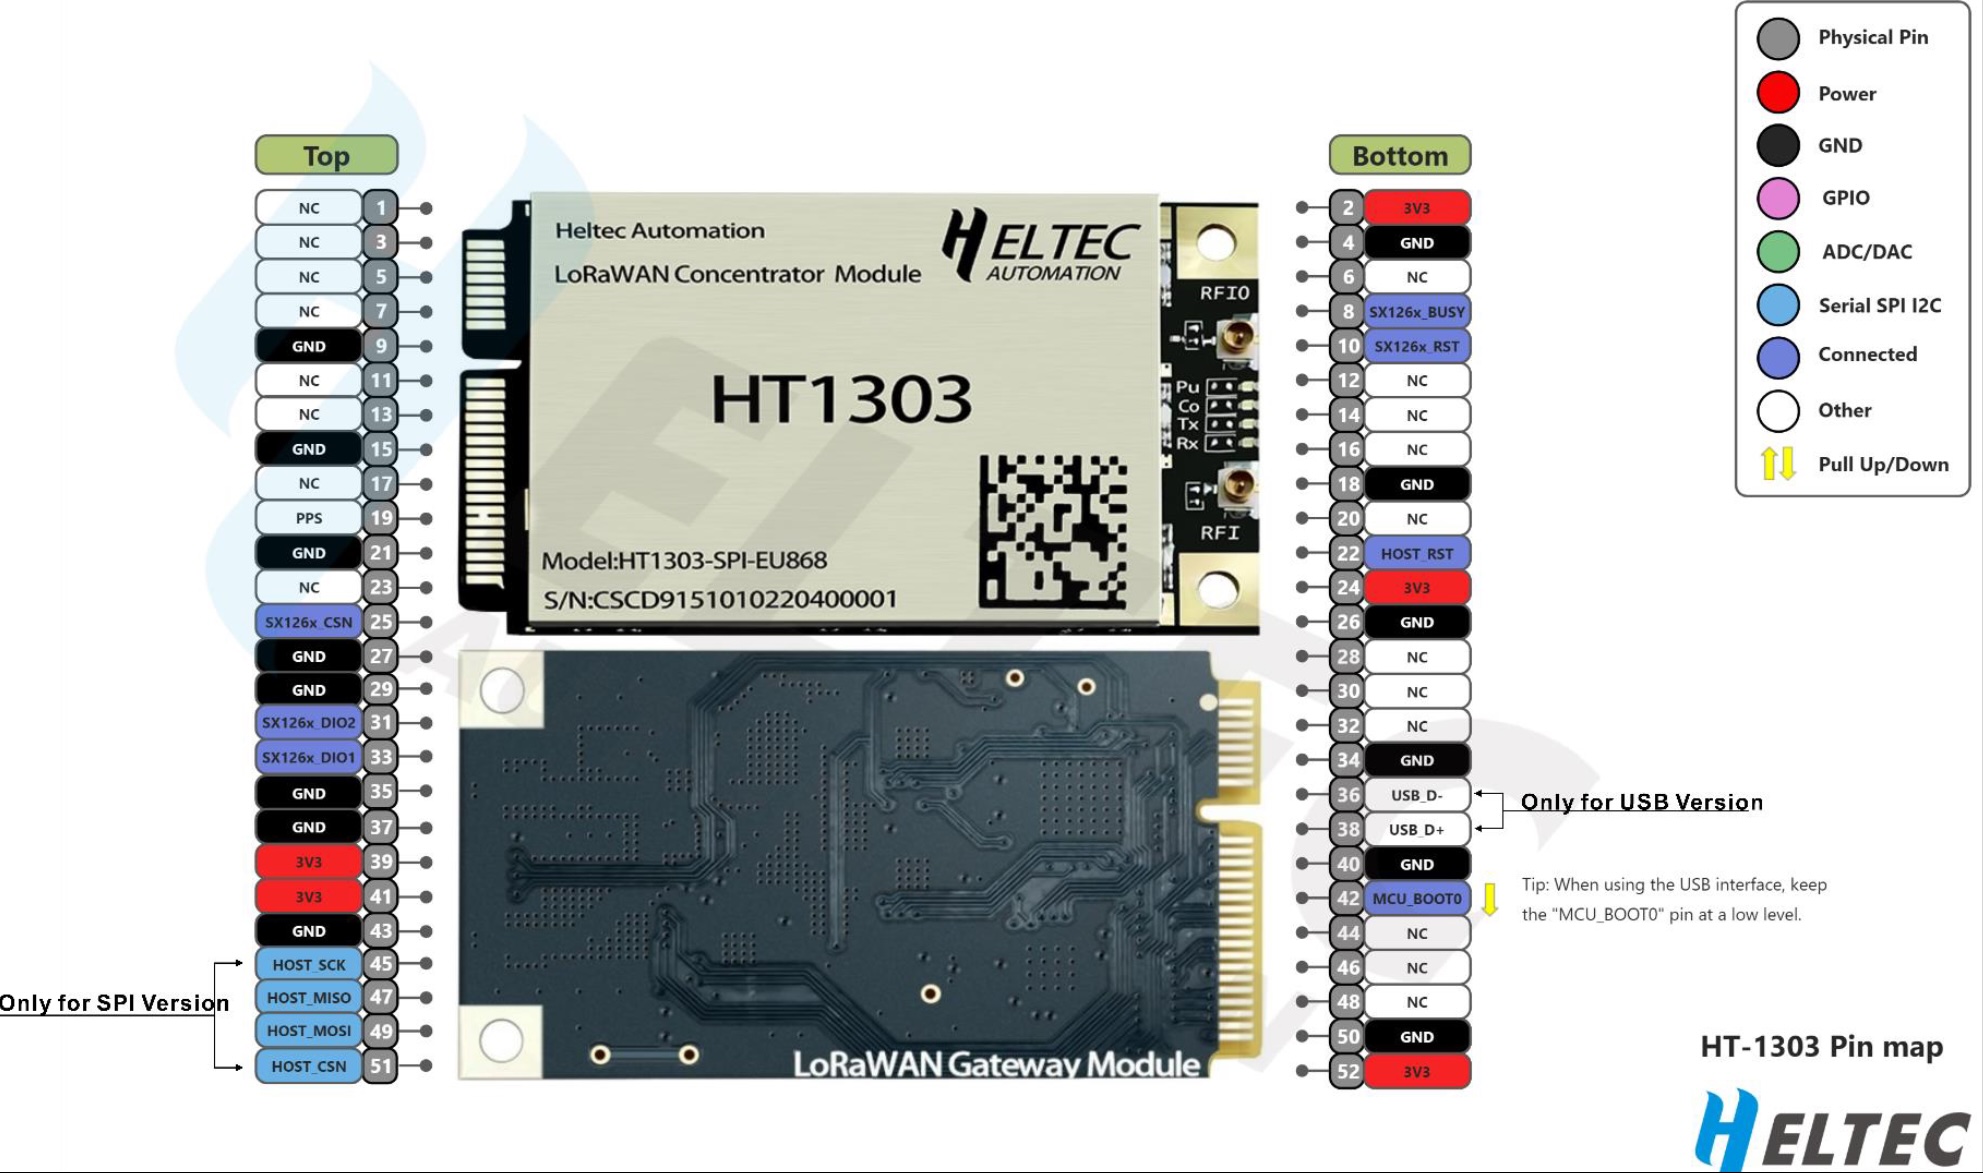 Physical Pin
Power
GND
GPIO
ADC/DAC
Serial SPI I2C
Connected
Other
Pull Up/Down
Top
NC 1
NC 3
NC 5
NC 7
GND 9
NC 11
NC 13
GND 15
NC 17
PPS 19
GND 21
NC 23
SX126x_CSN 25
GND 27
GND 29
SX126x_DIO2 31
SX126x_DIO1 33
GND 35
GND 37
3V3 39
3V3 41
GND 43
HOST_SCK 45
HOST_MISO 47
HOST_MOSI 49
HOST_CSN 51
Only for SPI Version
Heltec Automation
LoRaWAN Concentrator Module
HELTEC
AUTOMATION
HT1303
Model:HT1303-SPI-EU868
S/N:CSCD9151010220400001
RFIO
Pu
Co
Tx
Rx
RFI
LoRaWAN Gateway Module
Bottom
2 3V3
4 GND
6 NC
8 SX126x_BUSY
10 SX126x_RST
12 NC
14 NC
16 NC
18 GND
20 NC
22 HOST_RST
24 3V3
26 GND
28 NC
30 NC
32 NC
34 GND
36 USB_D-
38 USB_D+
40 GND
42 MCU_BOOT0
44 NC
46 NC
48 NC
50 GND
52 3V3
Only for USB Version
Tip: When using the USB interface, keep
the "MCU_BOOT0" pin at a low level.
HT-1303 Pin map
HELTEC